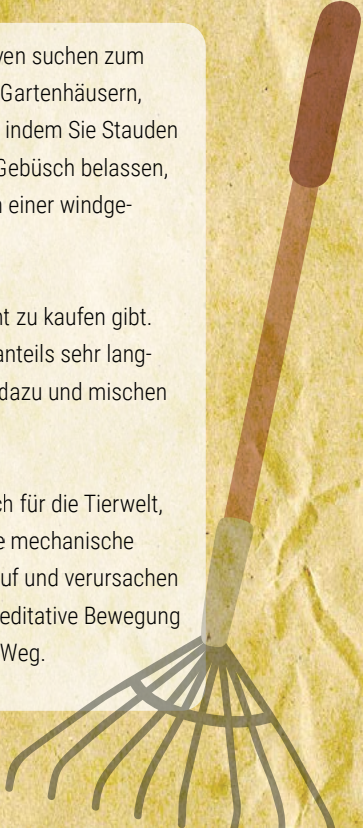 ven suchen zum
Gartenhäusern,
indem Sie Stauden
Gebüsch belassen,
einer windge-
nt zu kaufen gibt.
anteils sehr lang-
dazu und mischen
ch für die Tierwelt,
e mechanische
uf und verursachen
editative Bewegung
Weg.